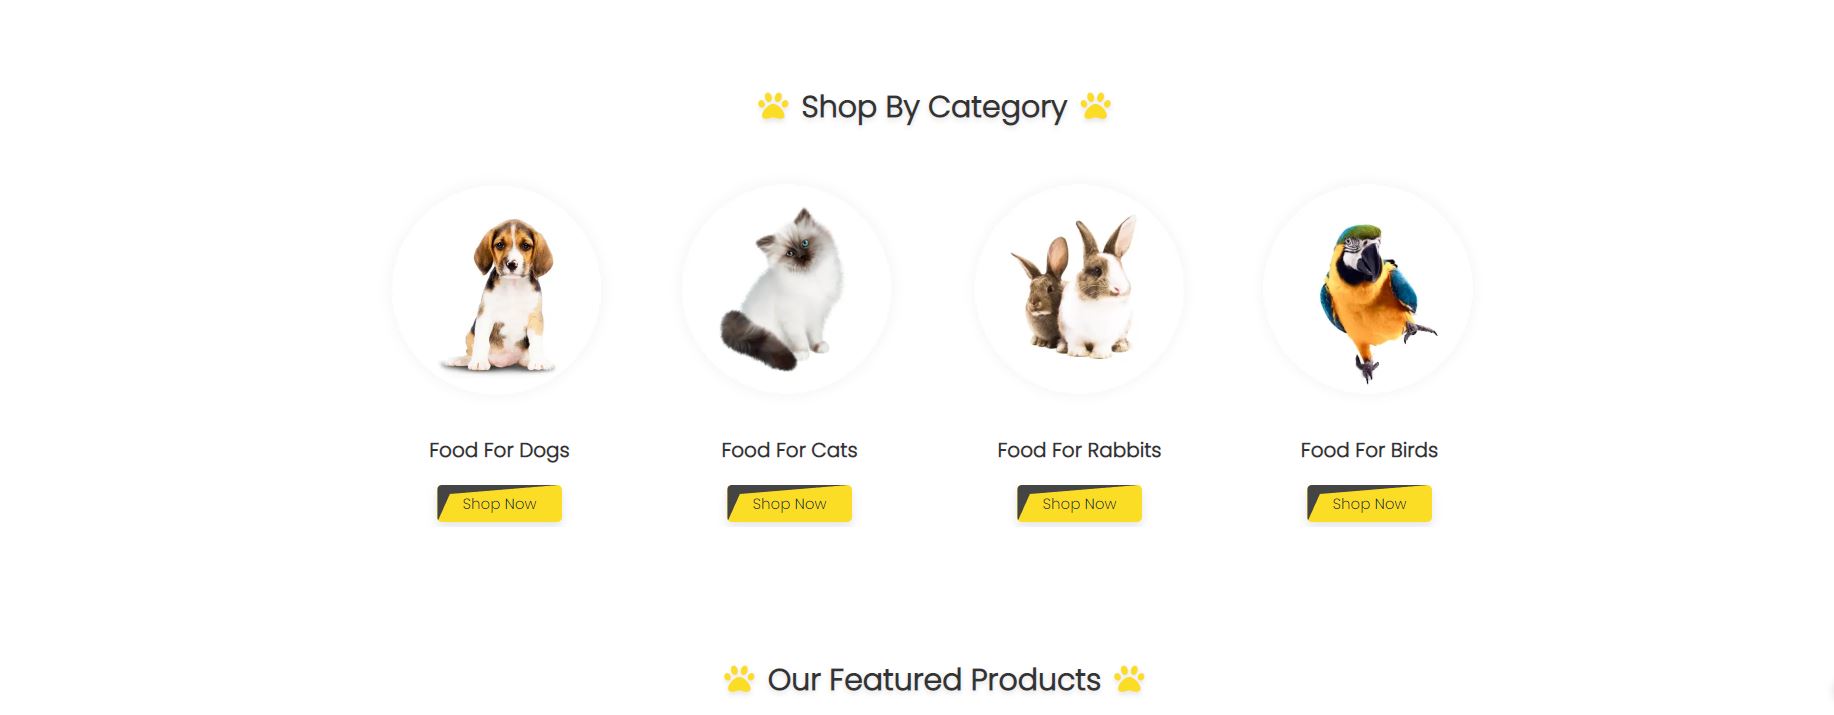 Shop By Category
Food For Dogs
Food For Cats
Food For Rabbits
Food For Birds
Shop Now
Shop Now
Shop Now
Shop Now
Our Featured Products